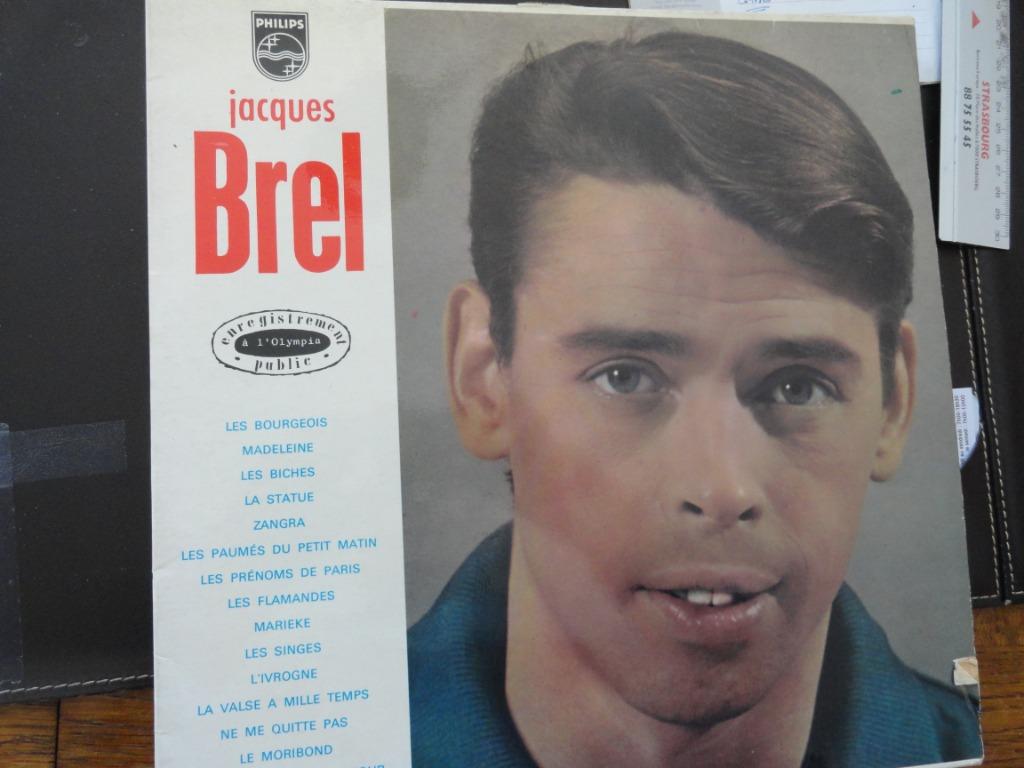 PHILIPS
jacques
Brel
enregistrement
à l'Olympia
public
LES BOURGEOIS
MADELEINE
LES BICHES
LA STATUE
ZANGRA
LES PAUMÉS DU PETIT MATIN
LES PRÉNOMS DE PARIS
LES FLAMANDES
MARIEKE
LES SINGES
L'IVROGNE
LA VALSE A MILLE TEMPS
NE ME QUITTE PAS
LE MORIBOND
STRASBOURG
88 75 55 45